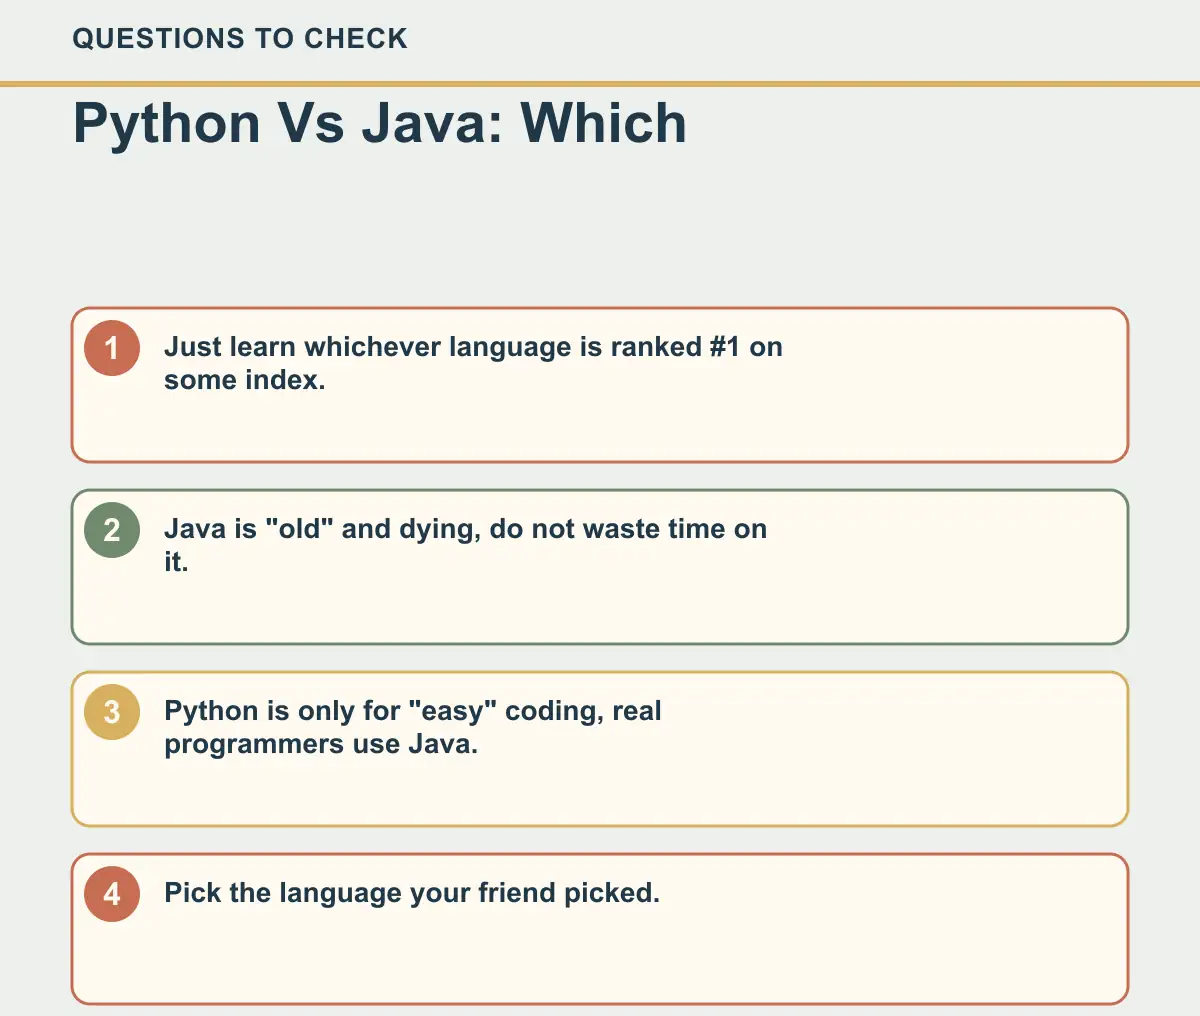 QUESTIONS TO CHECK
Python Vs Java: Which
1
Just learn whichever language is ranked #1 on
some index.
2
Java is "old" and dying, do not waste time on
it.
3
Python is only for "easy" coding, real
programmers use Java.
4
Pick the language your friend picked.